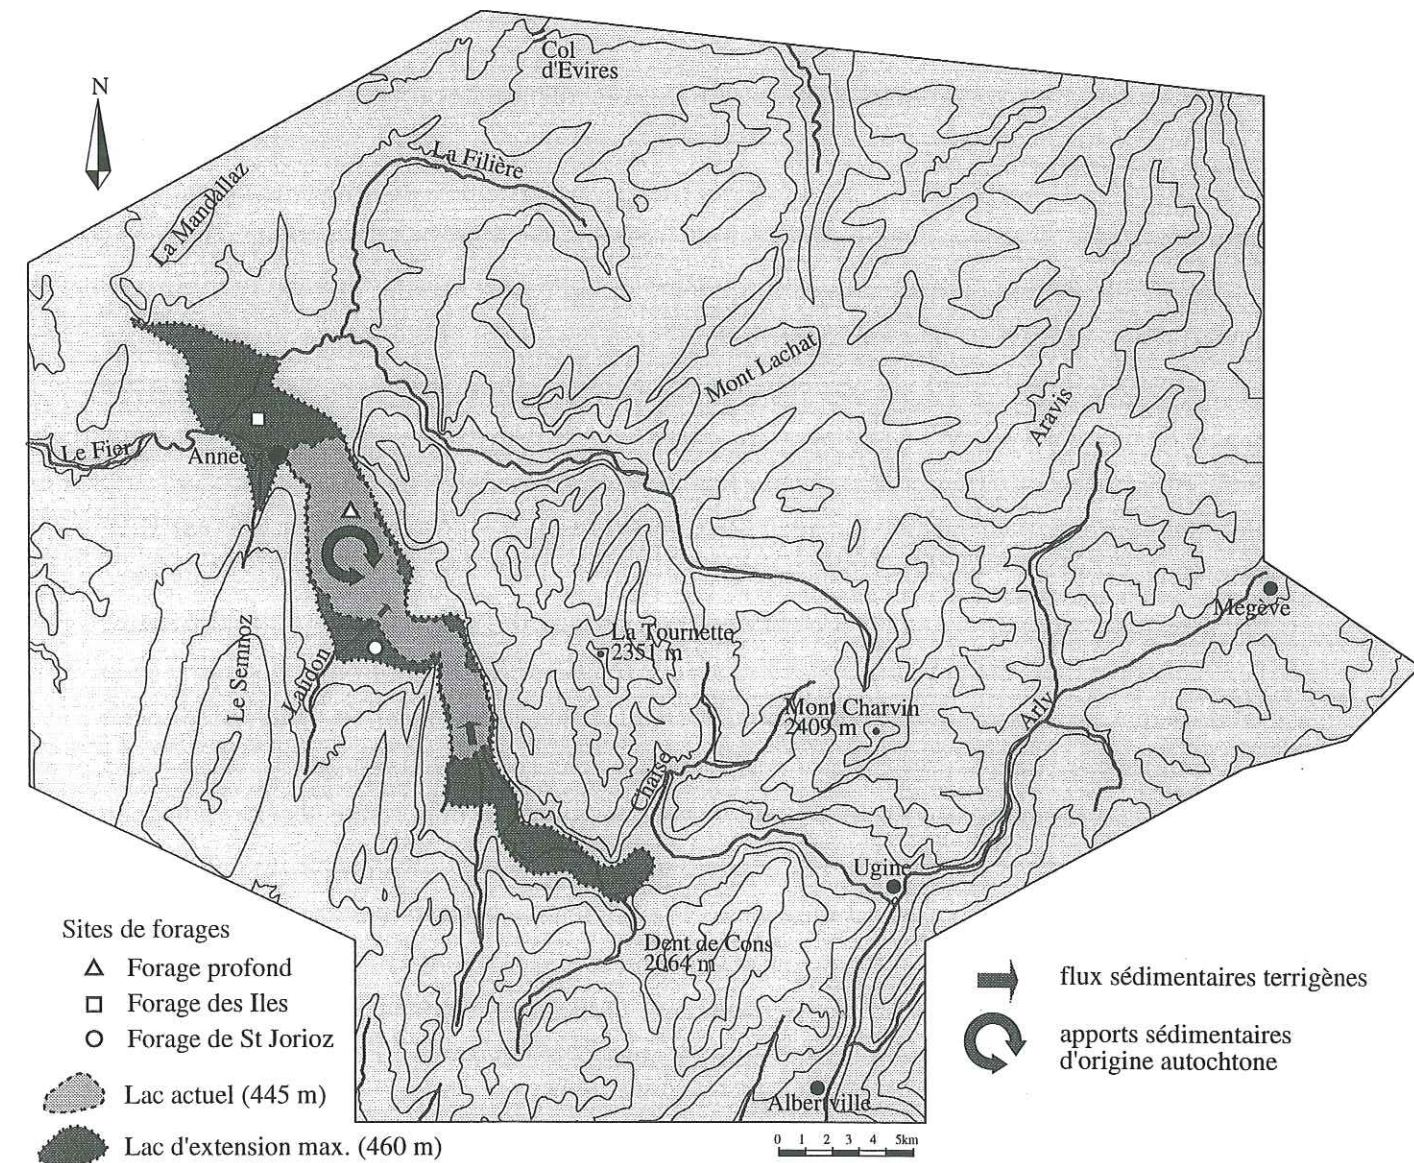 Col
d'Evires
N
La Filière
La Mandallaz
Mont Lachat
Aravis
Le Fier
Annecy
Megève
La Tournette
2351 m
Le Semnoz
Laudon
Mont Charvin
2409 m
Arly
Chaise
Ugine
Dent de Cons
2064 m
Albertville
Sites de forages
Forage profond
Forage des Iles
Forage de St Jorioz
Lac actuel (445 m)
Lac d'extension max. (460 m)
flux sédimentaires terrigènes
apports sédimentaires
d'origine autochtone
0 1 2 3 4 5km